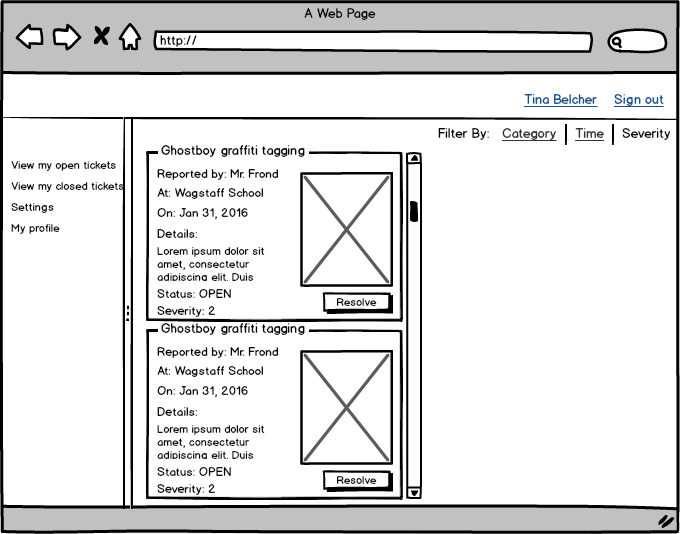 A Web Page
http://
Tina Belcher Sign out
Filter By: Category Time Severity
View my open tickets
View my closed tickets
Settings
My profile
Ghostboy graffiti tagging
Reported by: Mr. Frond
At: Wagstaff School
On: Jan 31, 2016
Details:
Lorem ipsum dolor sit
amet, consectetur
adipiscing elit. Duis
Status: OPEN
Severity: 2
Resolve
Ghostboy graffiti tagging
Reported by: Mr. Frond
At: Wagstaff School
On: Jan 31, 2016
Details:
Lorem ipsum dolor sit
amet, consectetur
adipiscing elit. Duis
Status: OPEN
Severity: 2
Resolve